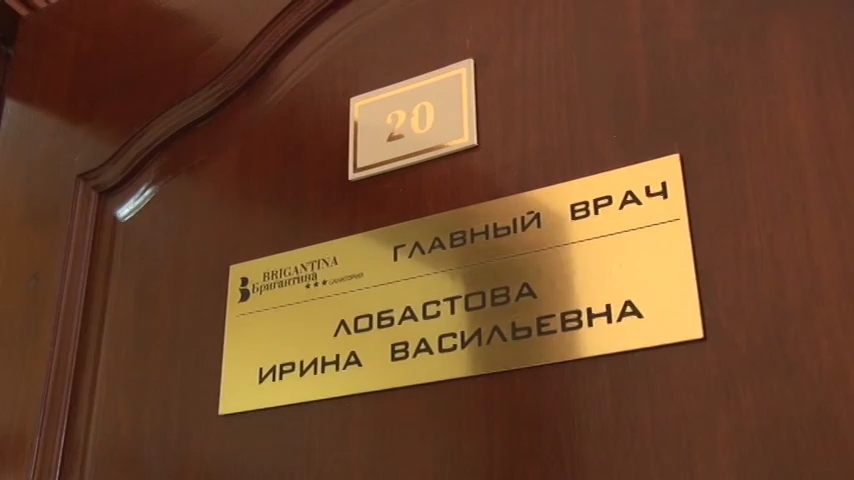 20
BRIGANTINA
Бригантина
САНАТОРИЙ
ГЛАВНЫЙ ВРАЧ
ЛОБАСТОВА
ИРИНА ВАСИЛЬЕВНА